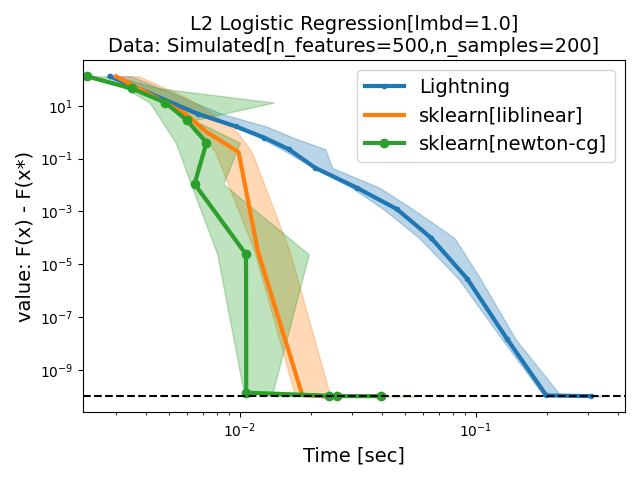 L2 Logistic Regression[lmbd=1.0]
Data: Simulated[n_features=500,n_samples=200]
Lightning
sklearn[liblinear]
sklearn[newton-cg]
value: F(x) - F(x*)
10¹
10⁻¹
10⁻³
10⁻⁵
10⁻⁷
10⁻⁹
10⁻²
10⁻¹
Time [sec]